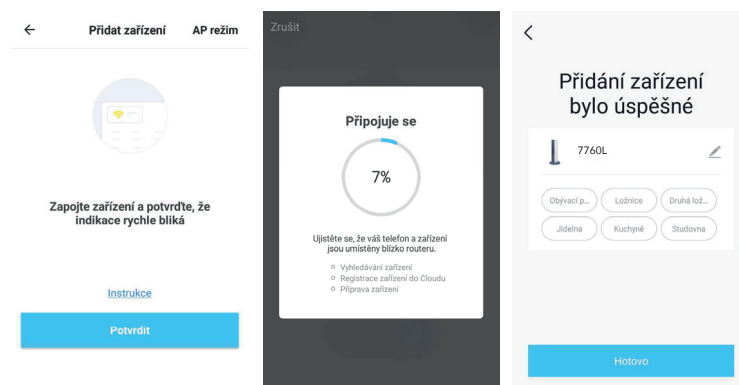 Přidat zařízení
AP režim
Zapojte zařízení a potvrďte, že
indikace rychle bliká
Instrukce
Potvrdit
Zrušit
Připojuje se
7%
Ujistěte se, že váš telefon a zařízení
jsou umístěny blízko routeru.
Vyhledávání zařízení
Registrace zařízení do Cloudu
Příprava zařízení
Přidání zařízení
bylo úspěšné
7760L
Obývací p...
Ložnice
Druhá lož...
Jídelna
Kuchyně
Studovna
Hotovo